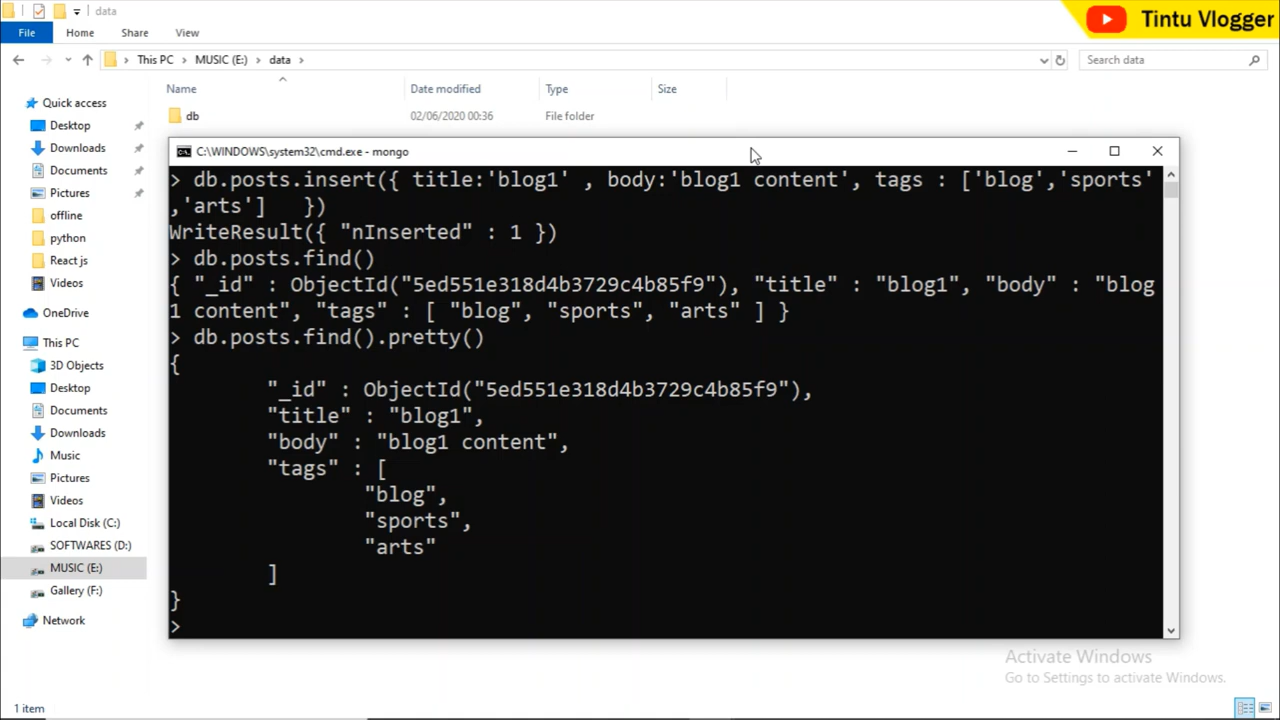 data
Tintu Vlogger
File Home Share View
This PC > MUSIC (E:) > data >
Search data
Name Date modified Type Size
db 02/06/2020 00:36 File folder
Quick access
Desktop
Downloads
Documents
Pictures
offline
python
React js
Videos
OneDrive
This PC
3D Objects
Desktop
Documents
Downloads
Music
Pictures
Videos
Local Disk (C:)
SOFTWARES (D:)
MUSIC (E:)
Gallery (F:)
Network
C:\WINDOWS\system32\cmd.exe - mongo
> db.posts.insert({ title:'blog1' , body:'blog1 content', tags : ['blog','sports'
,'arts']   })
WriteResult({ "nInserted" : 1 })
> db.posts.find()
{ "_id" : ObjectId("5ed551e318d4b3729c4b85f9"), "title" : "blog1", "body" : "blog
1 content", "tags" : [ "blog", "sports", "arts" ] }
> db.posts.find().pretty()
{
        "_id" : ObjectId("5ed551e318d4b3729c4b85f9"),
        "title" : "blog1",
        "body" : "blog1 content",
        "tags" : [
                "blog",
                "sports",
                "arts"
        ]
}
>
Activate Windows
Go to Settings to activate Windows.
1 item